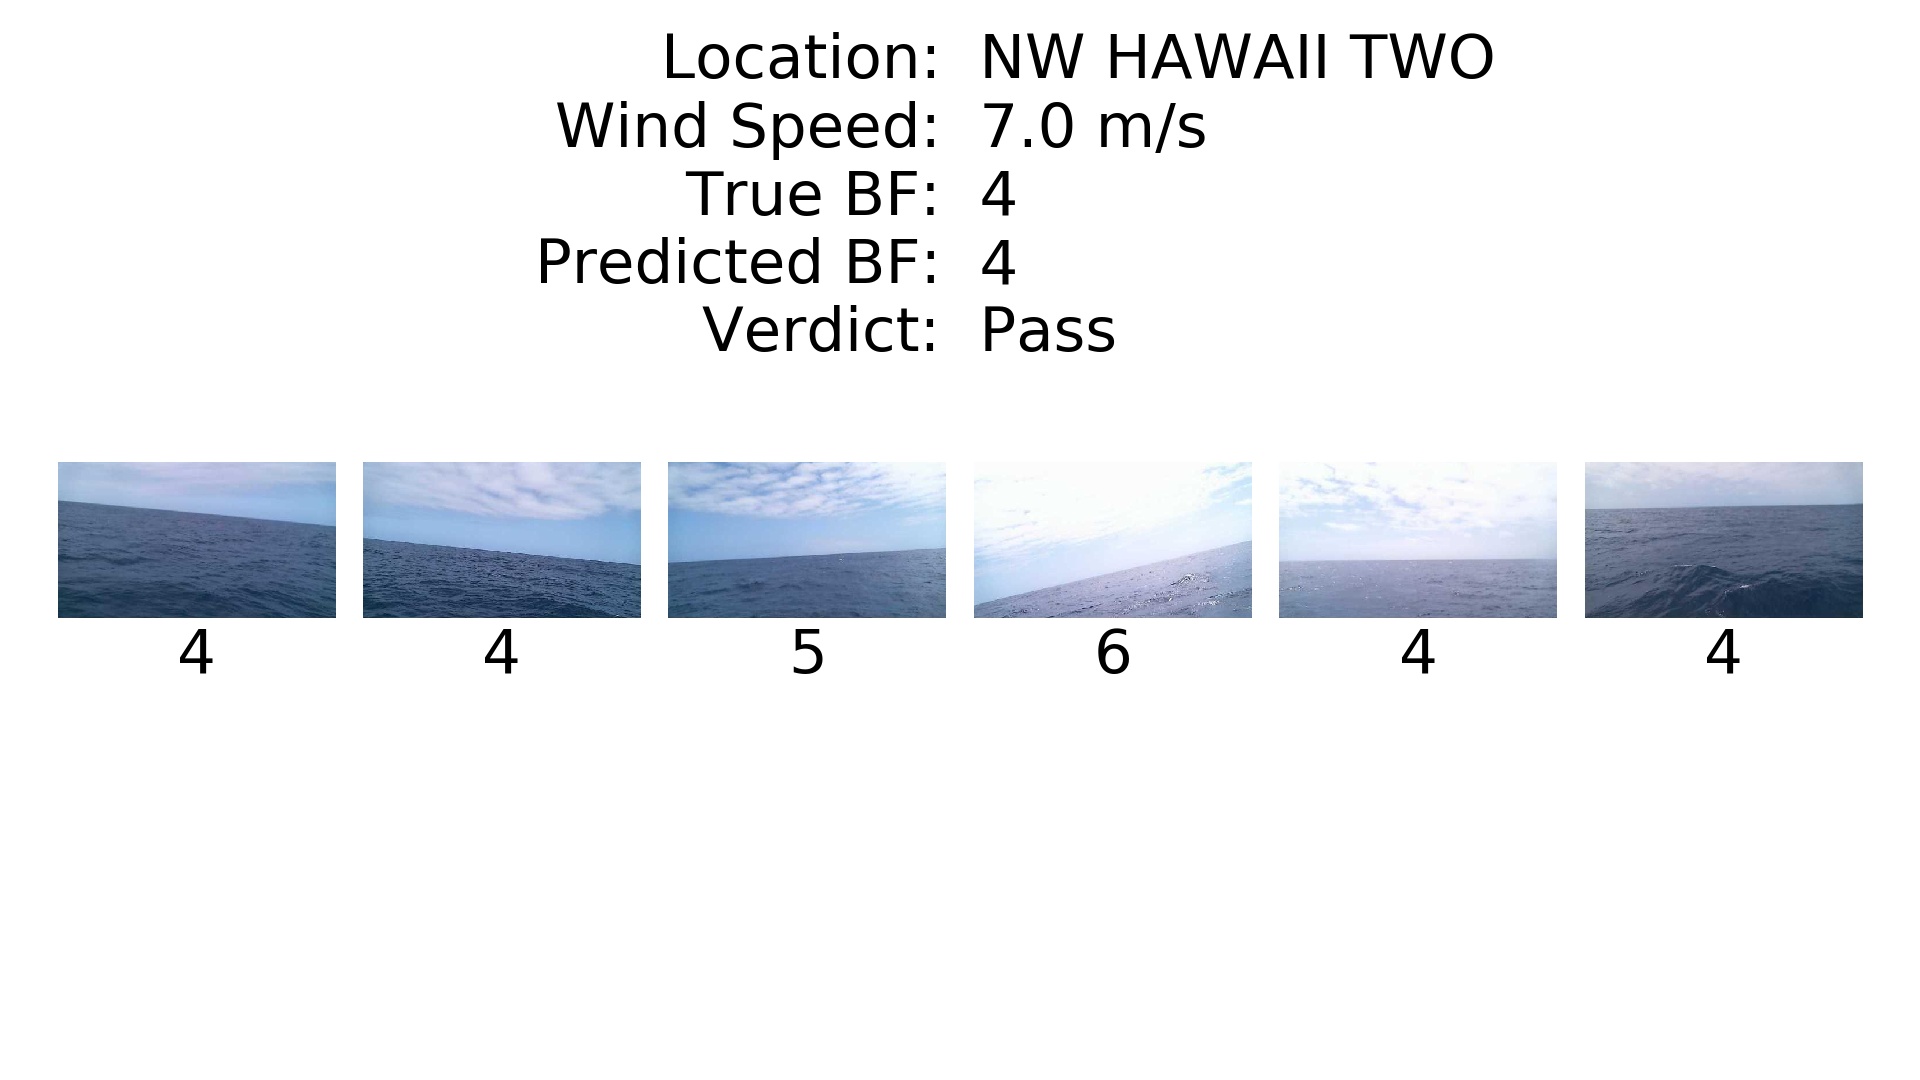 Location: NW HAWAII TWO
Wind Speed: 7.0 m/s
True BF: 4
Predicted BF: 4
Verdict: Pass
4 4 5 6 4 4